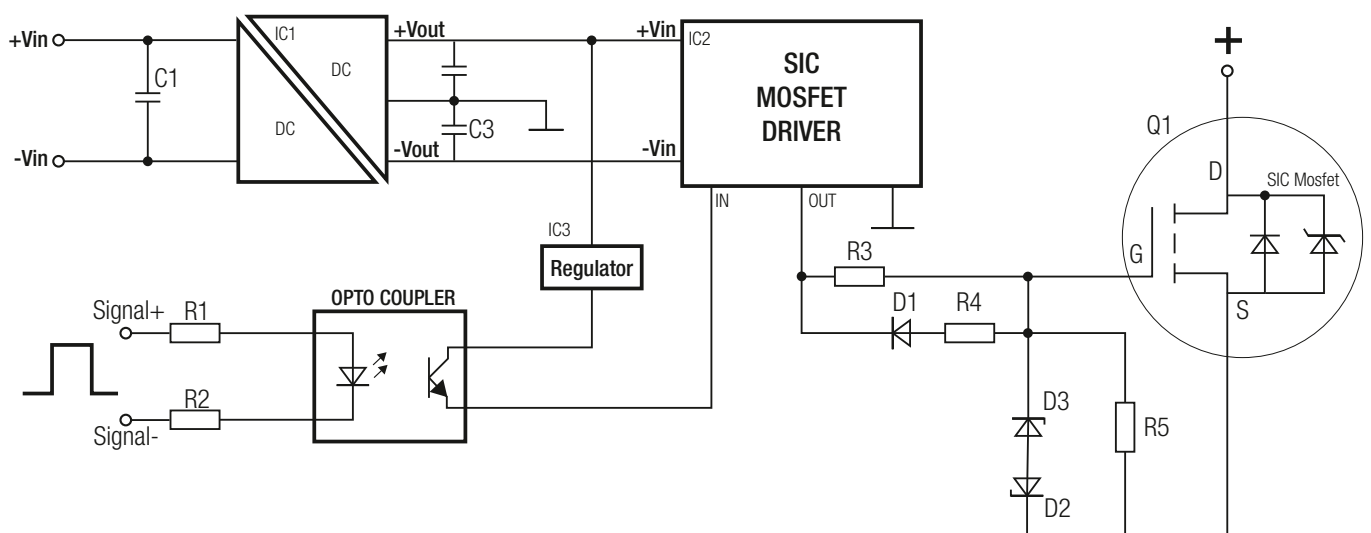 +Vin
C1
-Vin
IC1
DC
DC
+Vout
C3
-Vout
+Vin
IC2
-Vin
SIC
MOSFET
DRIVER
IN
OUT
+
Q1
D
SIC Mosfet
G
S
IC3
Regulator
R3
D1
R4
OPTO COUPLER
Signal+
R1
R2
Signal-
D3
R5
D2